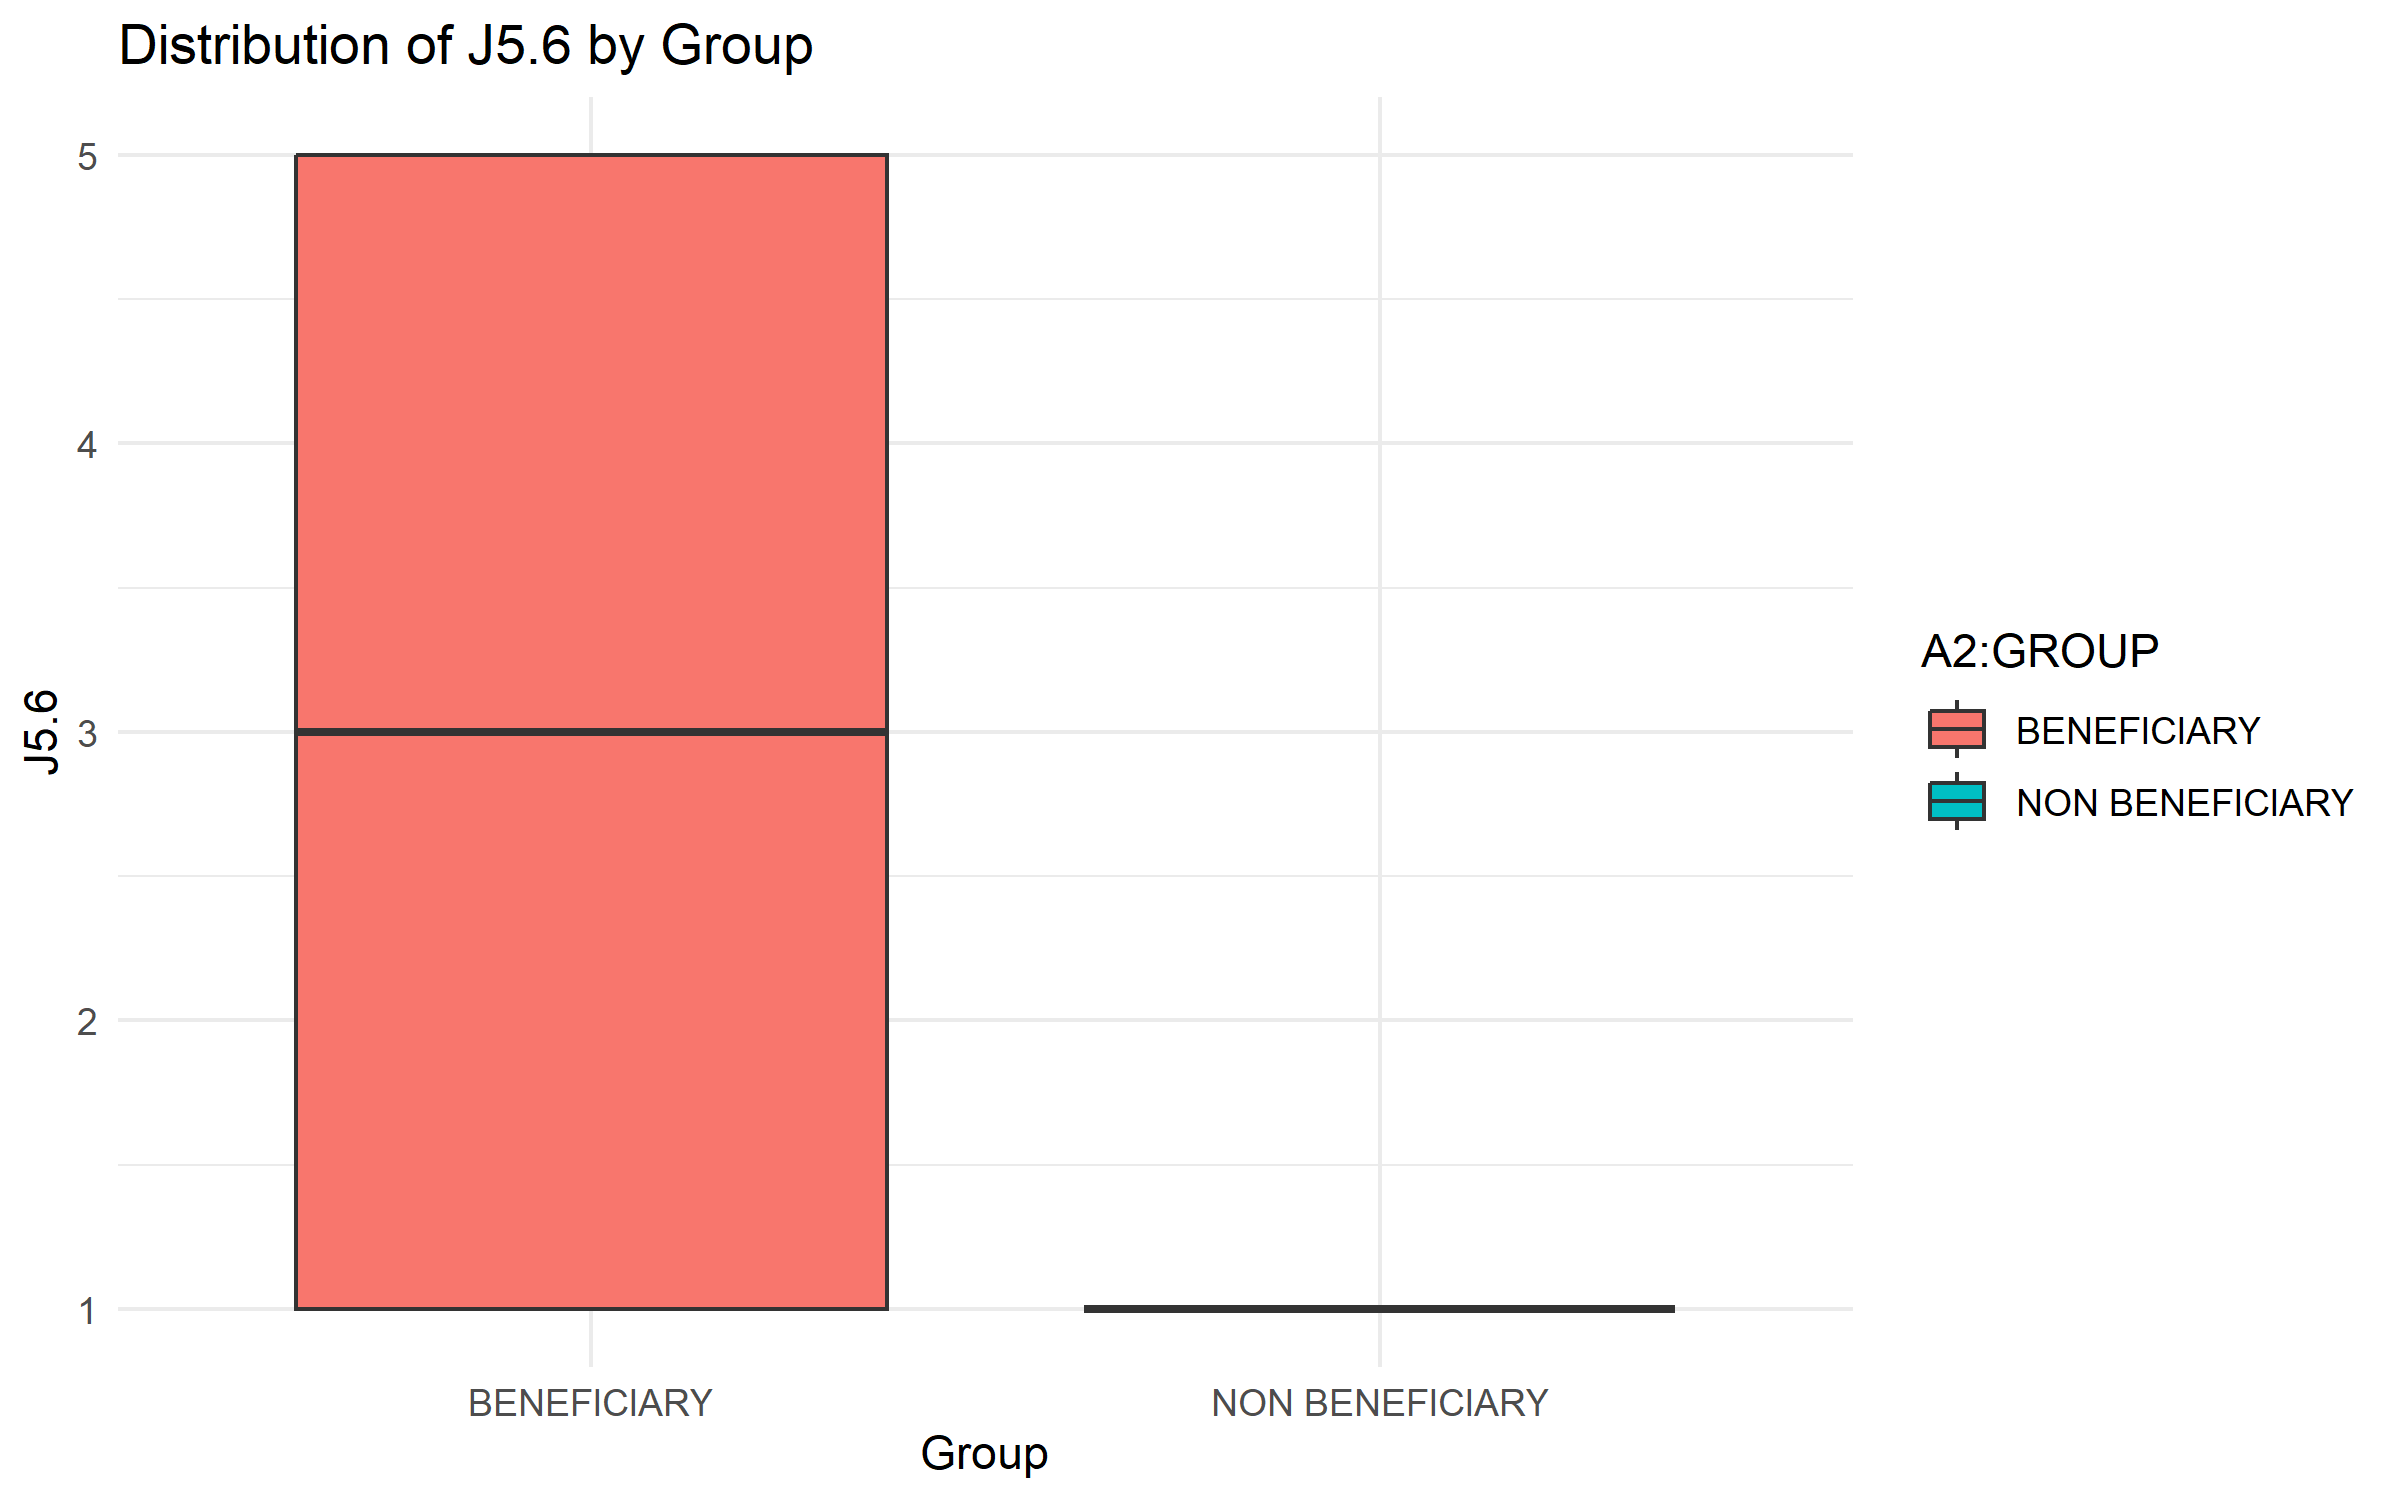 Distribution of J5.6 by Group
5
4
3
2
1
J5.6
BENEFICIARY
NON BENEFICIARY
Group
A2:GROUP
BENEFICIARY
NON BENEFICIARY